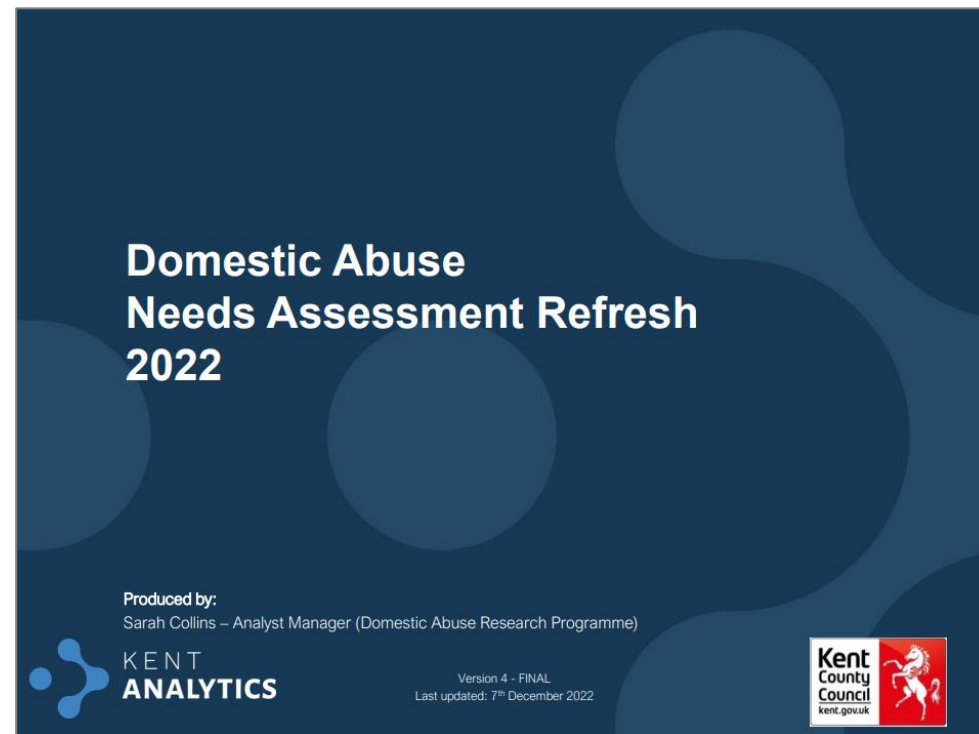 Domestic Abuse
Needs Assessment Refresh
2022
Produced by:
Sarah Collins – Analyst Manager (Domestic Abuse Research Programme)
KENT
ANALYTICS
Version 4 - FINAL
Last updated: 7th December 2022
Kent
County
Council
kent.gov.uk